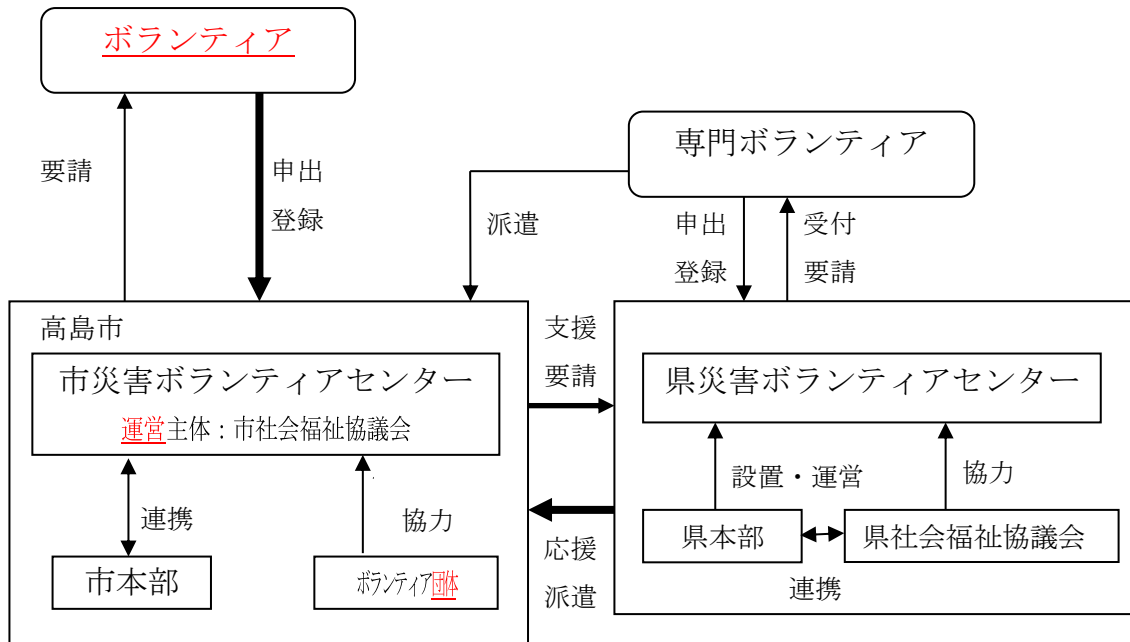 ボランティア
専門ボランティア
要請
申出
登録
派遣
申出
登録
受付
要請
高島市
市災害ボランティアセンター
運営主体：市社会福祉協議会
連携
協力
市本部
ボランティア団体
支援
要請
応援
派遣
県災害ボランティアセンター
設置・運営
協力
県本部
県社会福祉協議会
連携